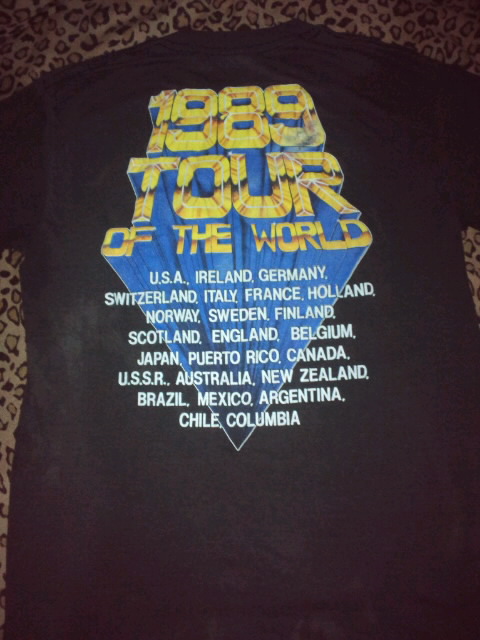 1989
TOUR
OF THE WORLD
U.S.A., IRELAND, GERMANY,
SWITZERLAND, ITALY, FRANCE, HOLLAND,
NORWAY, SWEDEN, FINLAND,
SCOTLAND, ENGLAND, BELGIUM,
JAPAN, PUERTO RICO, CANADA,
U.S.S.R., AUSTRALIA, NEW ZEALAND,
BRAZIL, MEXICO, ARGENTINA,
CHILE, COLUMBIA